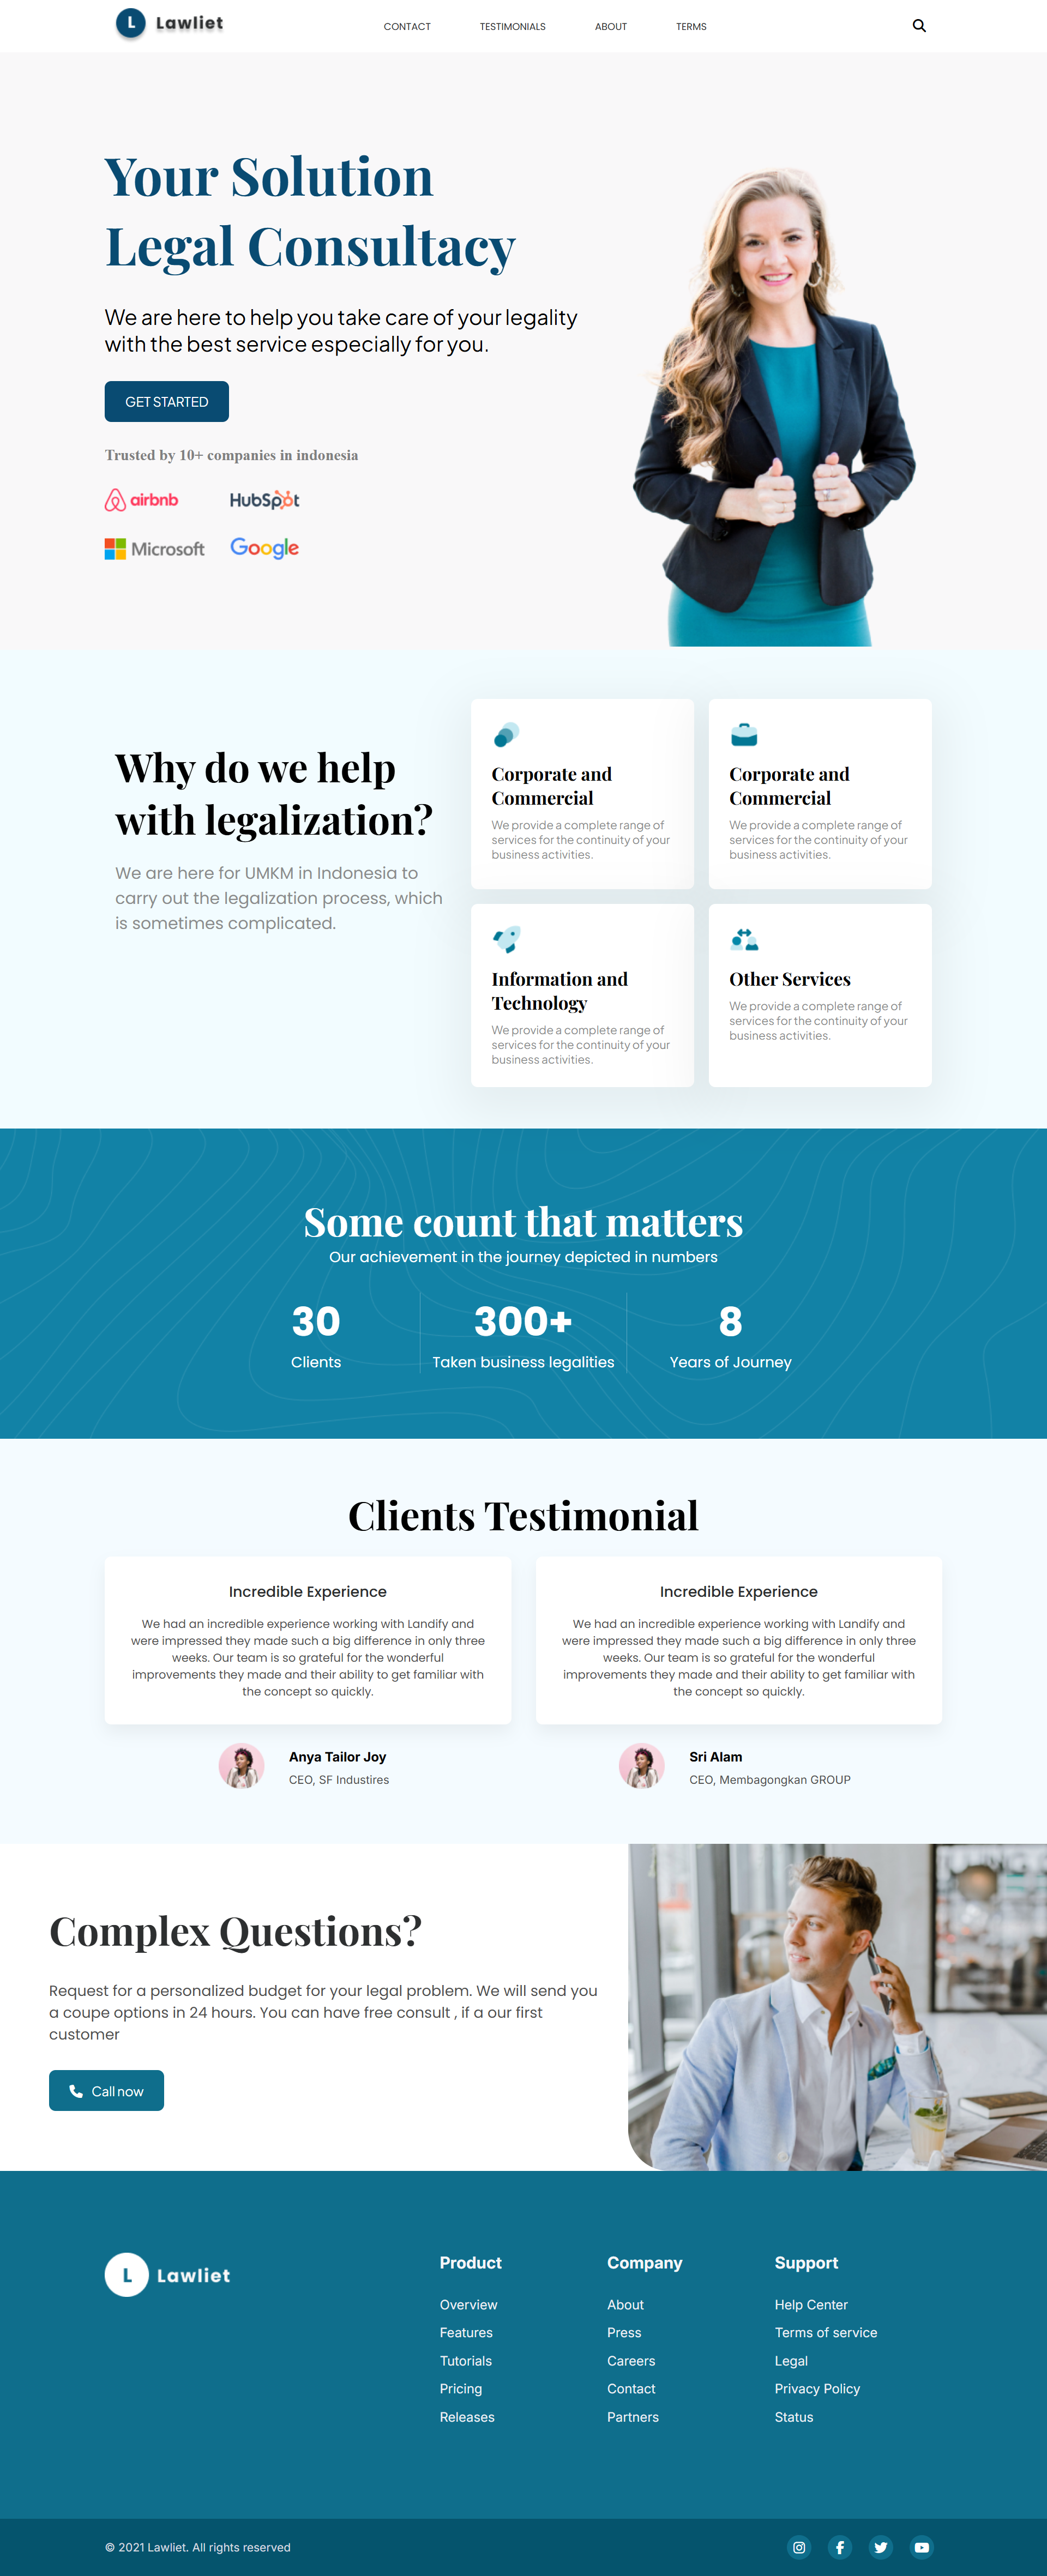 L Lawliet
CONTACT TESTIMONIALS ABOUT TERMS
Your Solution
Legal Consultacy
We are here to help you take care of your legality
with the best service especially for you.
GET STARTED
Trusted by 10+ companies in indonesia
airbnb HubSpot
Microsoft Google
Why do we help
with legalization?
We are here for UMKM in Indonesia to
carry out the legalization process, which
is sometimes complicated.
Corporate and
Commercial
We provide a complete range of
services for the continuity of your
business activities.
Corporate and
Commercial
We provide a complete range of
services for the continuity of your
business activities.
Information and
Technology
We provide a complete range of
services for the continuity of your
business activities.
Other Services
We provide a complete range of
services for the continuity of your
business activities.
Some count that matters
Our achievement in the journey depicted in numbers
30
Clients
300+
Taken business legalities
8
Years of Journey
Clients Testimonial
Incredible Experience
We had an incredible experience working with Landify and
were impressed they made such a big difference in only three
weeks. Our team is so grateful for the wonderful
improvements they made and their ability to get familiar with
the concept so quickly.
Anya Tailor Joy
CEO, SF Industires
Incredible Experience
We had an incredible experience working with Landify and
were impressed they made such a big difference in only three
weeks. Our team is so grateful for the wonderful
improvements they made and their ability to get familiar with
the concept so quickly.
Sri Alam
CEO, Membagongkan GROUP
Complex Questions?
Request for a personalized budget for your legal problem. We will send you
a coupe options in 24 hours. You can have free consult , if a our first
customer
Call now
L Lawliet
Product
Overview
Features
Tutorials
Pricing
Releases
Company
About
Press
Careers
Contact
Partners
Support
Help Center
Terms of service
Legal
Privacy Policy
Status
© 2021 Lawliet. All rights reserved